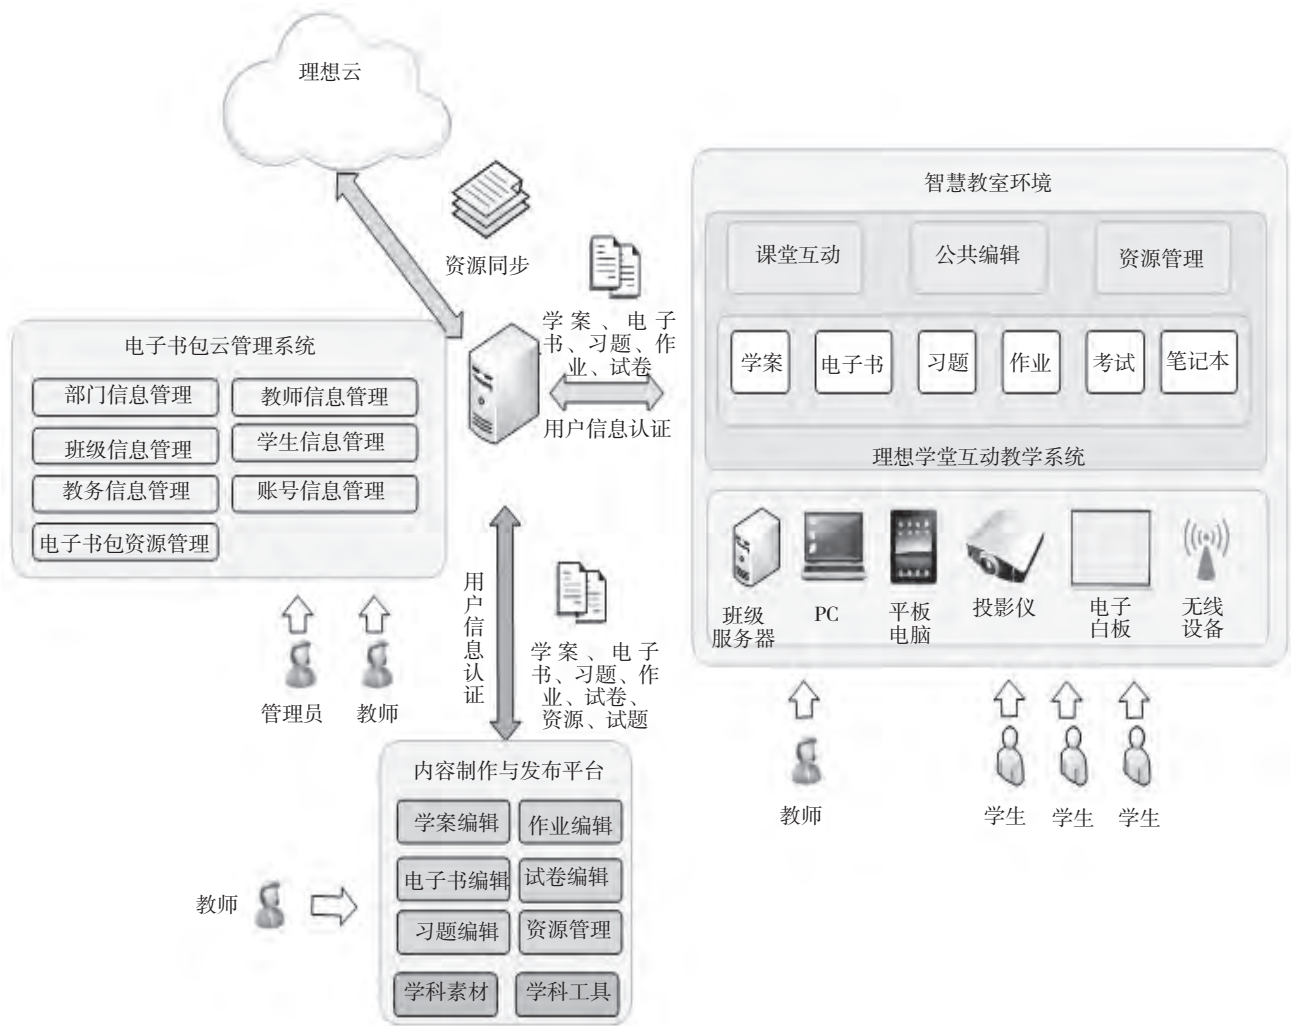 理想云
资源同步
学案、电子
书、习题、作
业、试卷
用户信息认证
电子书包云管理系统
部门信息管理
教师信息管理
班级信息管理
学生信息管理
教务信息管理
账号信息管理
电子书包资源管理
管理员
教师
用户信息认证
学案、电子
书、习题、作
业、试卷、
资源、试题
内容制作与发布平台
学案编辑
作业编辑
电子书编辑
试卷编辑
习题编辑
资源管理
学科素材
学科工具
教师
智慧教室环境
课堂互动
公共编辑
资源管理
学案
电子书
习题
作业
考试
笔记本
理想学堂互动教学系统
班级
服务器
PC
平板
电脑
投影仪
电子
白板
无线
设备
教师
学生
学生
学生